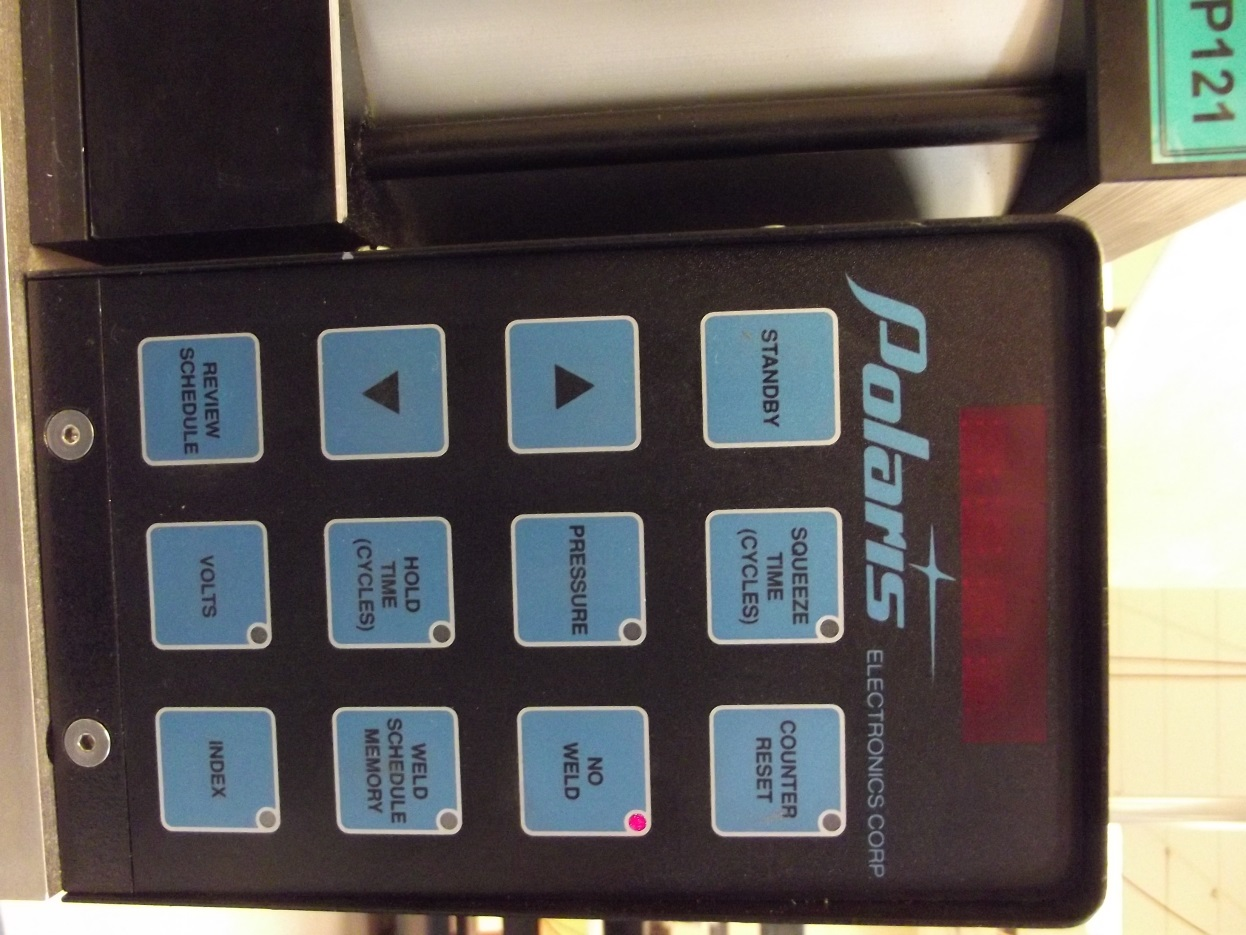 P121
Polaris ELECTRONICS CORP
STANDBY
SQUEEZE
TIME
(CYCLES)
COUNTER
RESET
PRESSURE
NO
WELD
HOLD
TIME
(CYCLES)
WELD
SCHEDULE
MEMORY
REVIEW
SCHEDULE
VOLTS
INDEX